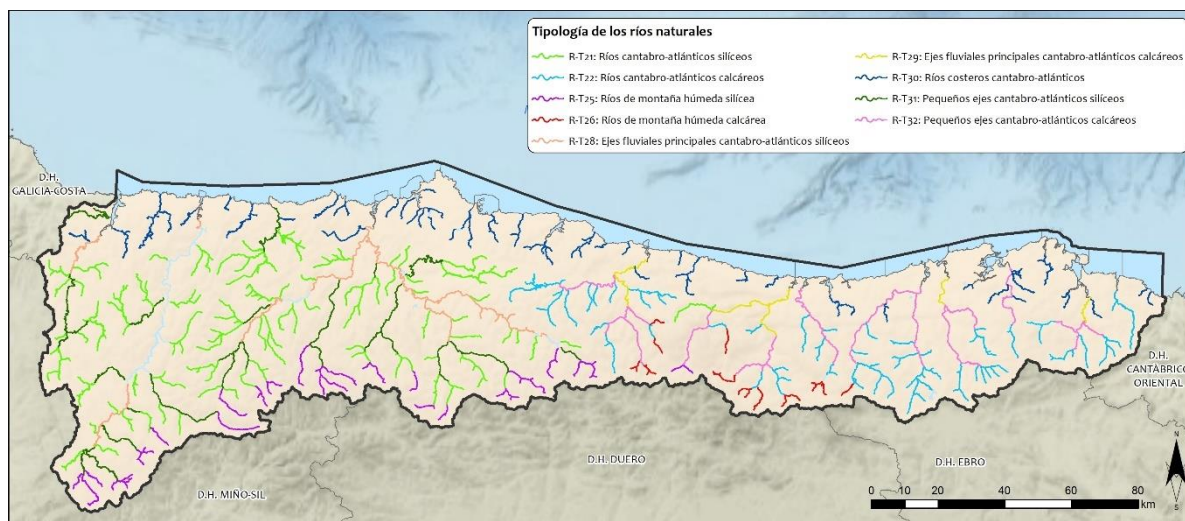 Tipología de los ríos naturales
R-T21: Ríos cantabro-atlánticos silíceos
R-T22: Ríos cantabro-atlánticos calcáreos
R-T25: Ríos de montaña húmeda silícea
R-T26: Ríos de montaña húmeda calcárea
R-T28: Ejes fluviales principales cantabro-atlánticos silíceos
R-T29: Ejes fluviales principales cantabro-atlánticos calcáreos
R-T30: Ríos costeros cantabro-atlánticos
R-T31: Pequeños ejes cantabro-atlánticos silíceos
R-T32: Pequeños ejes cantabro-atlánticos calcáreos
D.H.
GALICIA-COSTA
D.H.
CANTÁBRICO
ORIENTAL
D.H. DUERO
D.H. EBRO
D.H. MIÑO-SIL
N
S
0 10 20 40 60 80
km